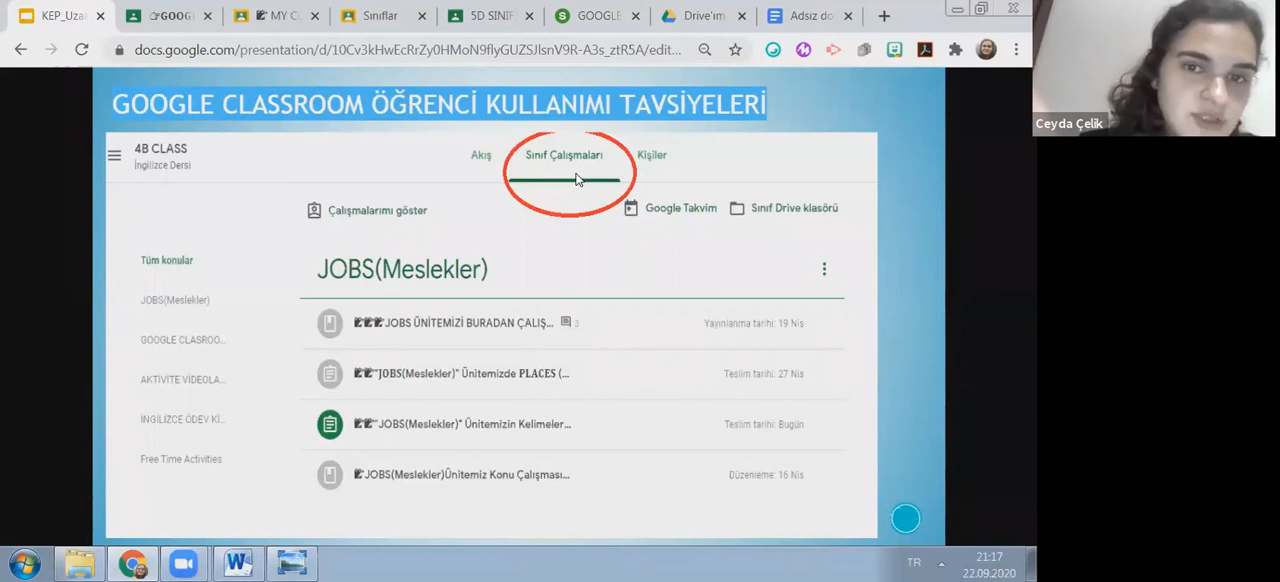 KEP_Uza
GOOGL
MY C
Sınıflar
5D SINIF
GOOGLE
Drive'ım
Adsız do
docs.google.com/presentation/d/10Cv3kHwEcRrZy0HMoN9flyGUZSJlsnV9R-A3s_ztR5A/edit...
Ceyda Çelik
GOOGLE CLASSROOM ÖĞRENCİ KULLANIMI TAVSİYELERİ
4B CLASS
İngilizce Dersi
Akış
Sınıf Çalışmaları
Kişiler
Çalışmalarımı göster
Google Takvim
Sınıf Drive klasörü
Tüm konular
JOBS(Meslekler)
GOOGLE CLASROO...
AKTİVİTE VİDEOLA...
İNGİLİZCE ÖDEV Kİ...
Free Time Activities
JOBS(Meslekler)
JOBS ÜNİTEMİZİ BURADAN ÇALIŞ... 3
Yayınlanma tarihi: 19 Nis
"JOBS(Meslekler)" Ünitemizde PLACES (...
Teslim tarihi: 27 Nis
"JOBS(Meslekler)" Ünitemizin Kelimeler...
Teslim tarihi: Bugün
JOBS(Meslekler)Ünitemiz Konu Çalışması...
Düzenleme: 16 Nis
TR
21:17
22.09.2020